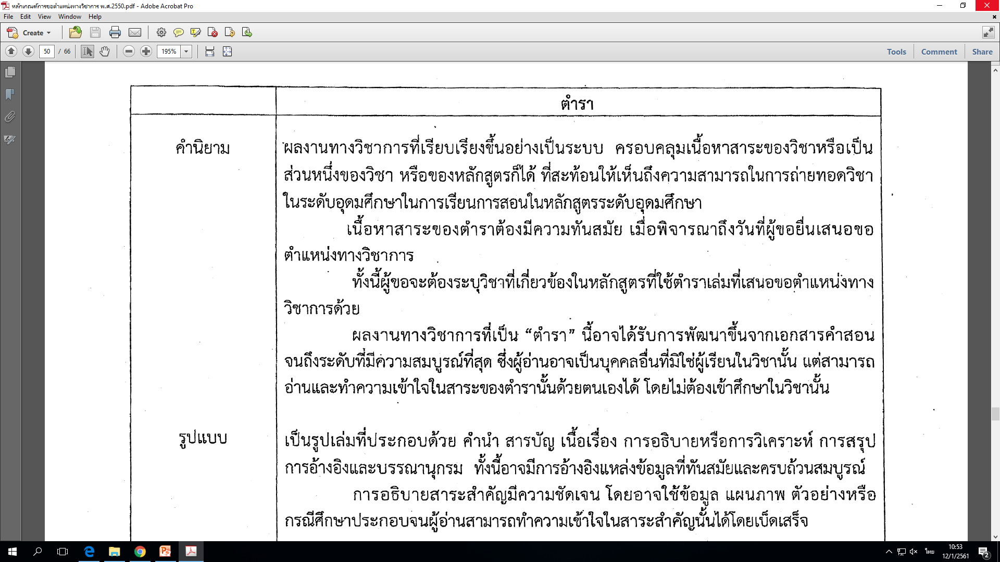 หลักเกณฑ์การขอตำแหน่งทางวิชาการ พ.ศ.2550.pdf - Adobe Acrobat Pro
File Edit View Window Help
Create
50 / 66 195% Tools Comment Share
ตำรา
คำนิยาม
ผลงานทางวิชาการที่เรียบเรียงขึ้นอย่างเป็นระบบ ครอบคลุมเนื้อหาสาระของวิชาหรือเป็น
ส่วนหนึ่งของวิชา หรือของหลักสูตรก็ได้ ที่สะท้อนให้เห็นถึงความสามารถในการถ่ายทอดวิชา
ในระดับอุดมศึกษาในการเรียนการสอนในหลักสูตรระดับอุดมศึกษา
เนื้อหาสาระของตำราต้องมีความทันสมัย เมื่อพิจารณาถึงวันที่ผู้ขอยื่นเสนอขอ
ตำแหน่งทางวิชาการ
ทั้งนี้ผู้ขอจะต้องระบุวิชาที่เกี่ยวข้องในหลักสูตรที่ใช้ตำราเล่มที่เสนอขอตำแหน่งทาง
วิชาการด้วย
ผลงานทางวิชาการที่เป็น “ตำรา” นี้อาจได้รับการพัฒนาขึ้นจากเอกสารคำสอน
จนถึงระดับที่มีความสมบูรณ์ที่สุด ซึ่งผู้อ่านอาจเป็นบุคคลอื่นที่มิใช่ผู้เรียนในวิชานั้น แต่สามารถ
อ่านและทำความเข้าใจในสาระของตำรานั้นด้วยตนเองได้ โดยไม่ต้องเข้าศึกษาในวิชานั้น
รูปแบบ
เป็นรูปเล่มที่ประกอบด้วย คำนำ สารบัญ เนื้อเรื่อง การอธิบายหรือการวิเคราะห์ การสรุป
การอ้างอิงและบรรณานุกรม ทั้งนี้อาจมีการอ้างอิงแหล่งข้อมูลที่ทันสมัยและครบถ้วนสมบูรณ์
การอธิบายสาระสำคัญมีความชัดเจน โดยอาจใช้ข้อมูล แผนภาพ ตัวอย่างหรือ
กรณีศึกษาประกอบจนผู้อ่านสามารถทำความเข้าใจในสาระสำคัญนั้นได้โดยเบ็ดเสร็จ
ไทย
10:53
12/1/2561
2